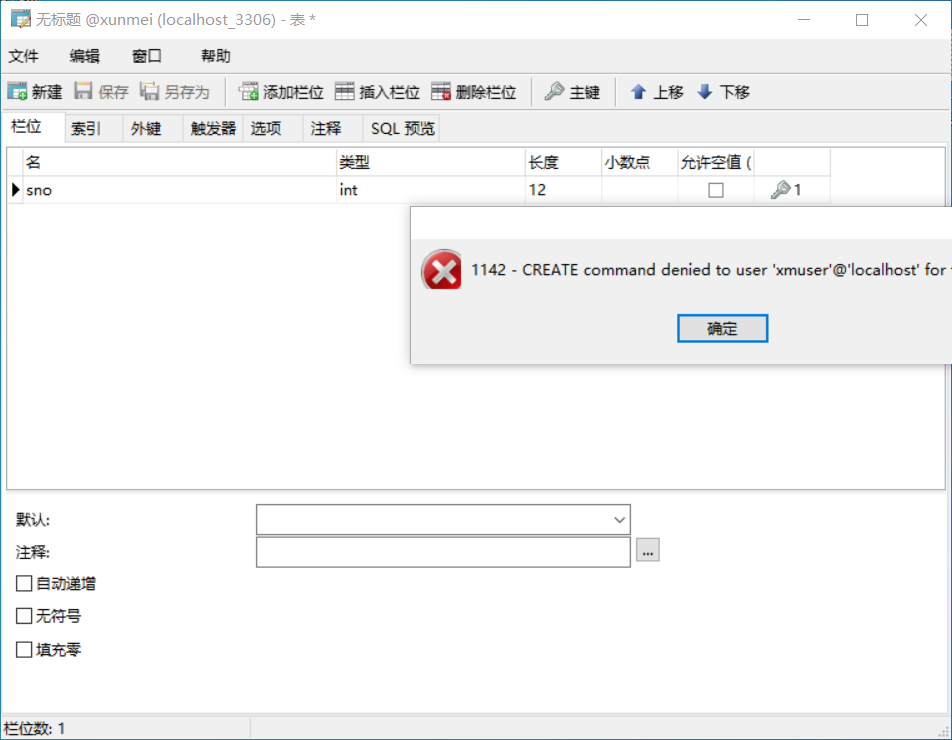 无标题 @xunmei (localhost_3306) - 表 *
文件 编辑 窗口 帮助
新建 保存 另存为 添加栏位 插入栏位 删除栏位 主键 上移 下移
栏位 索引 外键 触发器 选项 注释 SQL 预览
名 类型 长度 小数点 允许空值 (
sno int 12 1
1142 - CREATE command denied to user 'xmuser'@'localhost' for
确定
默认:
注释:
...
自动递增
无符号
填充零
栏位数: 1